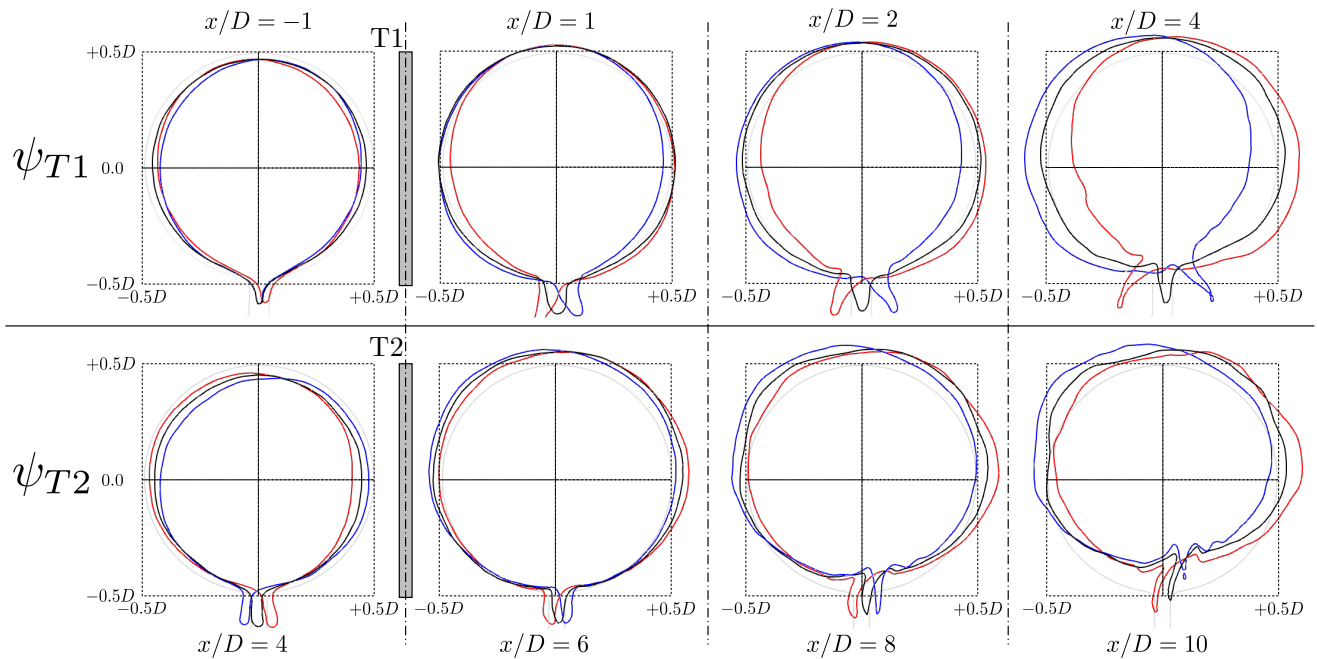 x/D = −1 x/D = 1 x/D = 2 x/D = 4
T1
+0.5D
ψT1 0.0
−0.5D
−0.5D +0.5D −0.5D +0.5D −0.5D +0.5D −0.5D +0.5D
T2
+0.5D
ψT2 0.0
−0.5D
−0.5D +0.5D −0.5D +0.5D −0.5D +0.5D −0.5D +0.5D
x/D = 4 x/D = 6 x/D = 8 x/D = 10